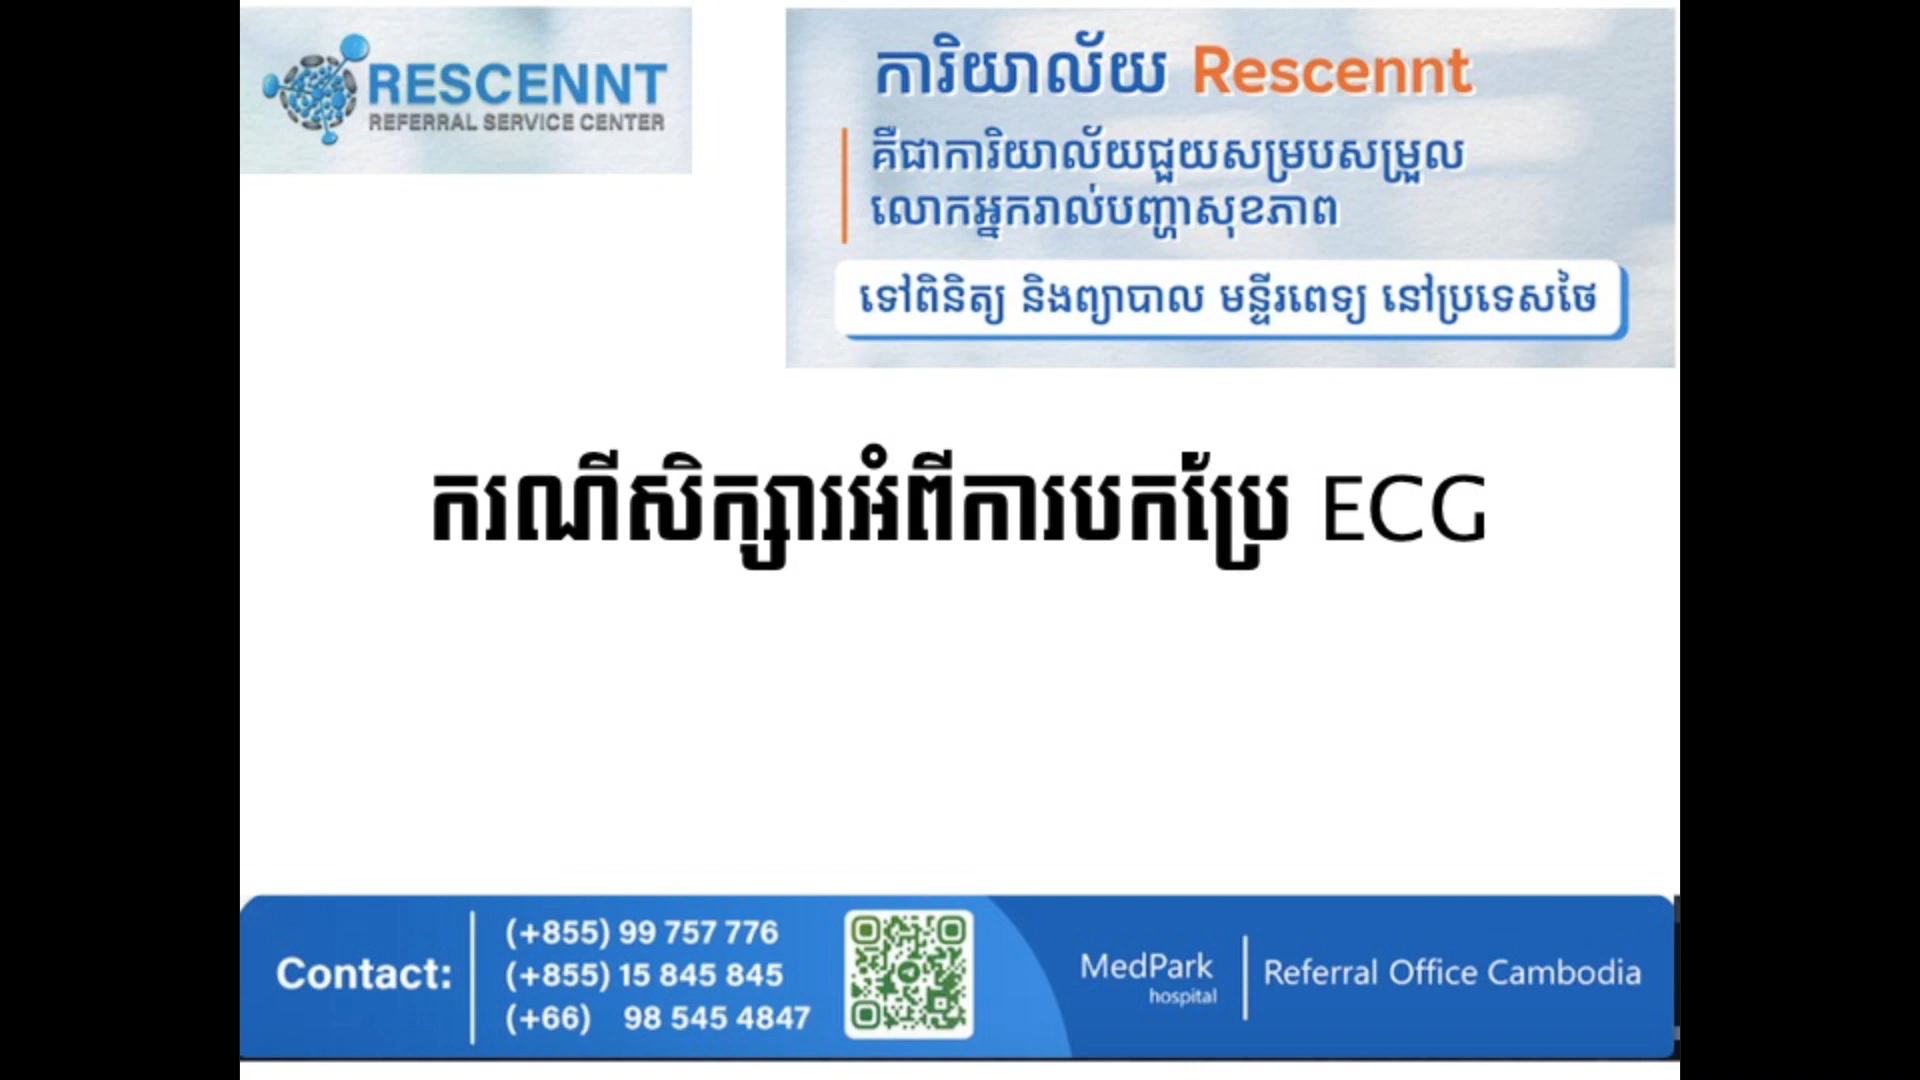 RESCENNT
REFERRAL SERVICE CENTER
ការិយាល័យ Rescennt
គឺជាការិយាល័យជួយសម្របសម្រួល
លោកអ្នករាល់បញ្ហាសុខភាព
ទៅពិនិត្យ និងព្យាបាល មន្ទីរពេទ្យ នៅប្រទេសថៃ
ករណីសិក្សារអំពីការបកប្រែ ECG
Contact:
(+855) 99 757 776
(+855) 15 845 845
(+66) 98 545 4847
MedPark
hospital
Referral Office Cambodia